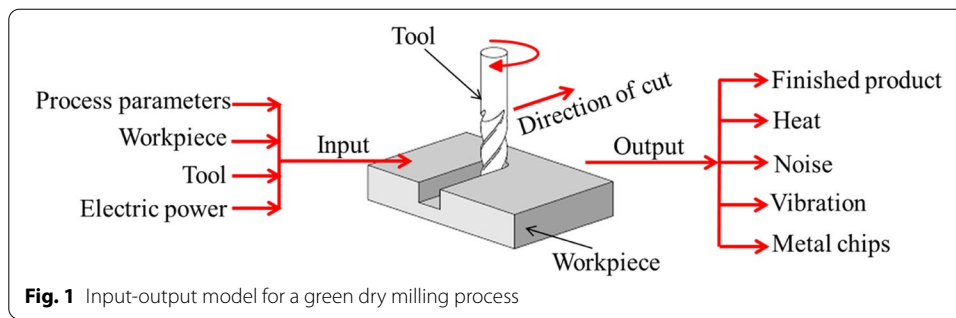 Process parameters
Workpiece
Tool
Electric power
Input
Tool
Direction of cut
Workpiece
Output
Finished product
Heat
Noise
Vibration
Metal chips
Fig. 1 Input-output model for a green dry milling process